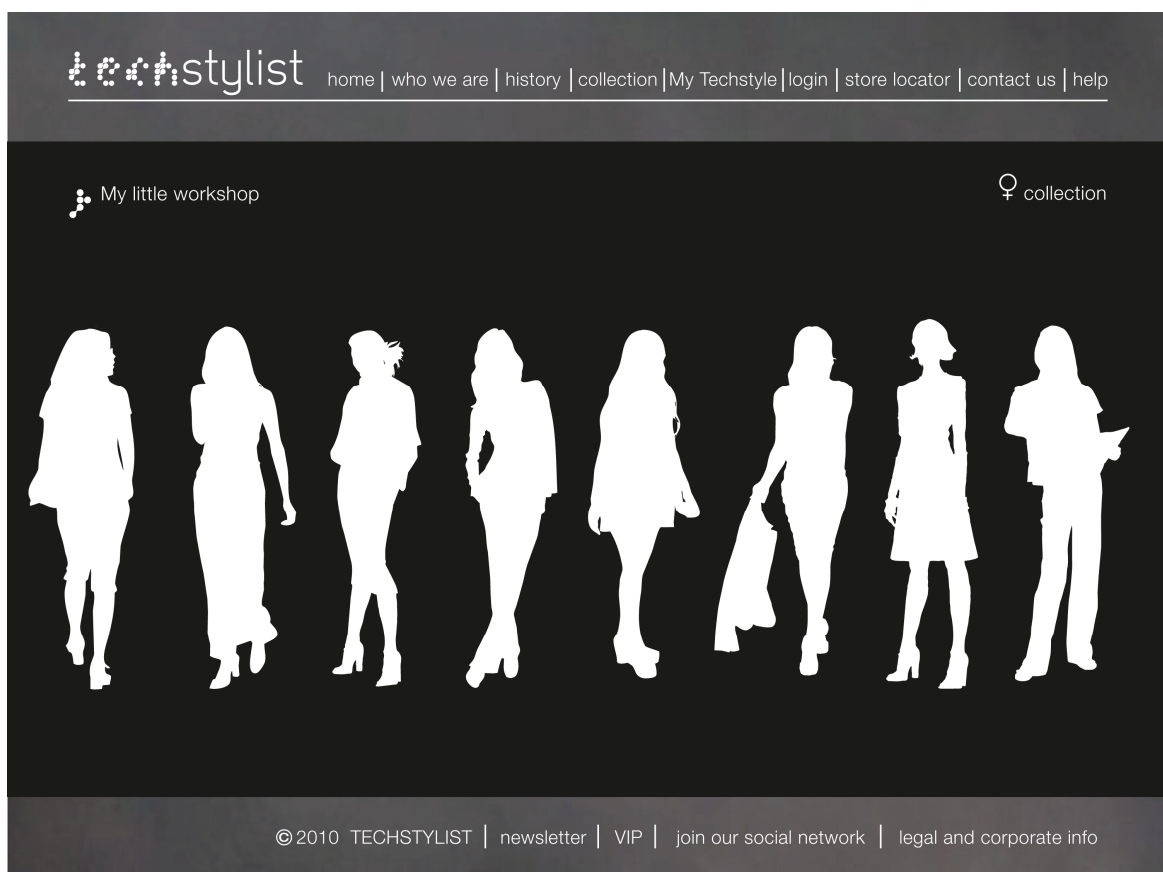 techstylist
home | who we are | history | collection | My Techstyle | login | store locator | contact us | help
My little workshop
♀ collection
© 2010 TECHSTYLIST | newsletter | VIP | join our social network | legal and corporate info